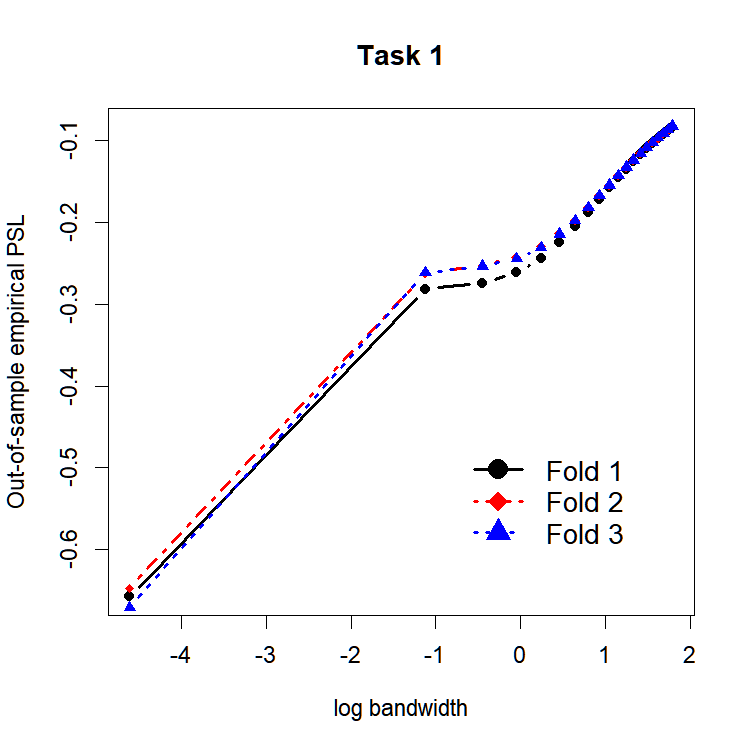 Task 1
Out-of-sample empirical PSL
-0.1
-0.2
-0.3
-0.4
-0.5
-0.6
Fold 1
Fold 2
Fold 3
-4
-3
-2
-1
0
1
2
log bandwidth